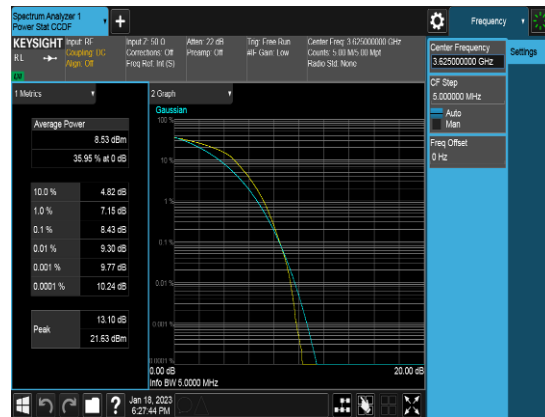 Spectrum Analyzer 1
Power Stat CCDF
Frequency
KEYSIGHT
Input: RF
Coupling: DC
Align: Off
RL
LXI
Input Z: 50 Ω
Corrections: Off
Freq Ref: Int (S)
Atten: 22 dB
Preamp: Off
Trig: Free Run
#IF Gain: Low
Center Freq: 3.625000000 GHz
Counts: 5.00 M/5.00 Mpt
Radio Std: None
Center Frequency
3.625000000 GHz
Settings
CF Step
5.000000 MHz
Auto
Man
Freq Offset
0 Hz
1 Metrics
Average Power
8.53 dBm
35.95 % at 0 dB
10.0 % 4.82 dB
1.0 % 7.15 dB
0.1 % 8.43 dB
0.01 % 9.30 dB
0.001 % 9.77 dB
0.0001 % 10.24 dB
Peak
13.10 dB
21.63 dBm
2 Graph
Gaussian
100 %
10 %
1 %
0.1 %
0.01 %
0.001 %
0.0001 %
0.00 dB
20.00 dB
Info BW 5.0000 MHz
Jan 18, 2023
6:27:44 PM